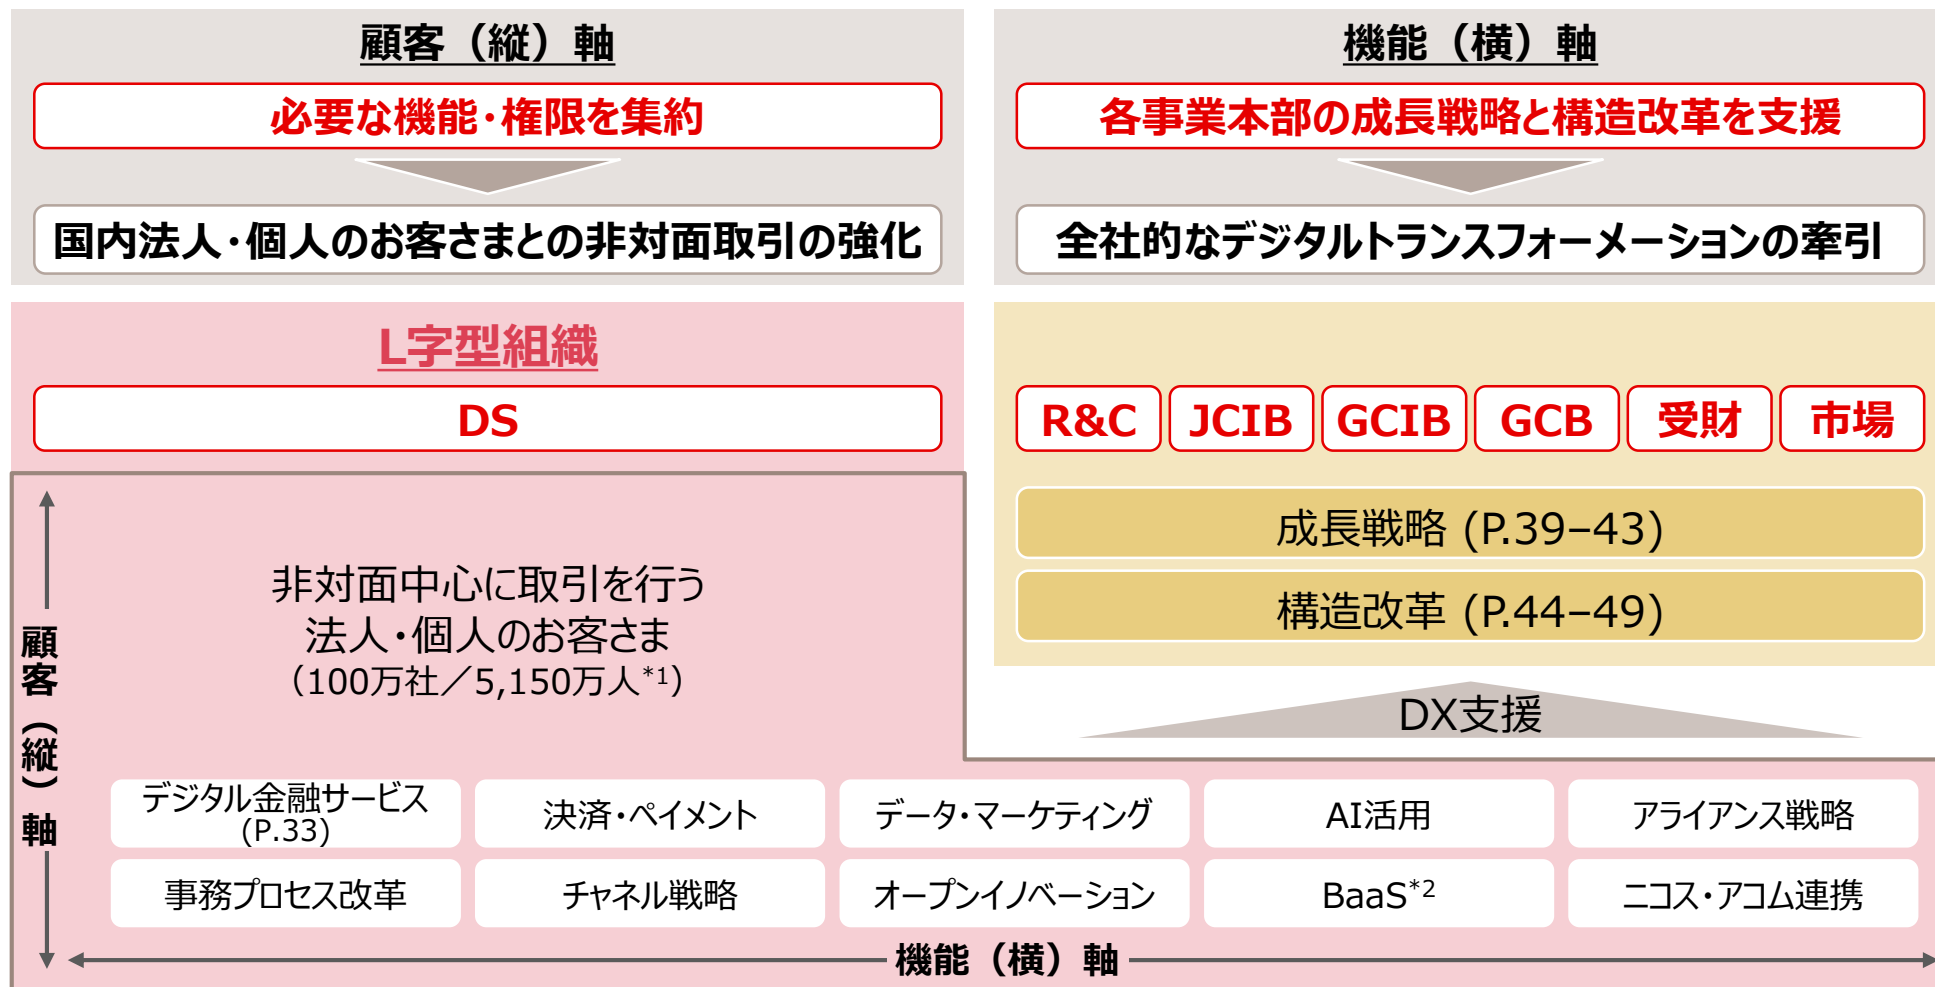 顧客（縦）軸
必要な機能・権限を集約
国内法人・個人のお客さまとの非対面取引の強化
機能（横）軸
各事業本部の成長戦略と構造改革を支援
全社的なデジタルトランスフォーメーションの牽引
L字型組織
DS
R&C
JCIB
GCIB
GCB
受財
市場
成長戦略 (P.39–43)
構造改革 (P.44–49)
DX支援
顧客（縦）軸
非対面中心に取引を行う
法人・個人のお客さま
（100万社／5,150万人*1）
デジタル金融サービス
(P.33)
決済・ペイメント
データ・マーケティング
AI活用
アライアンス戦略
事務プロセス改革
チャネル戦略
オープンイノベーション
BaaS*2
ニコス・アコム連携
機能（横）軸